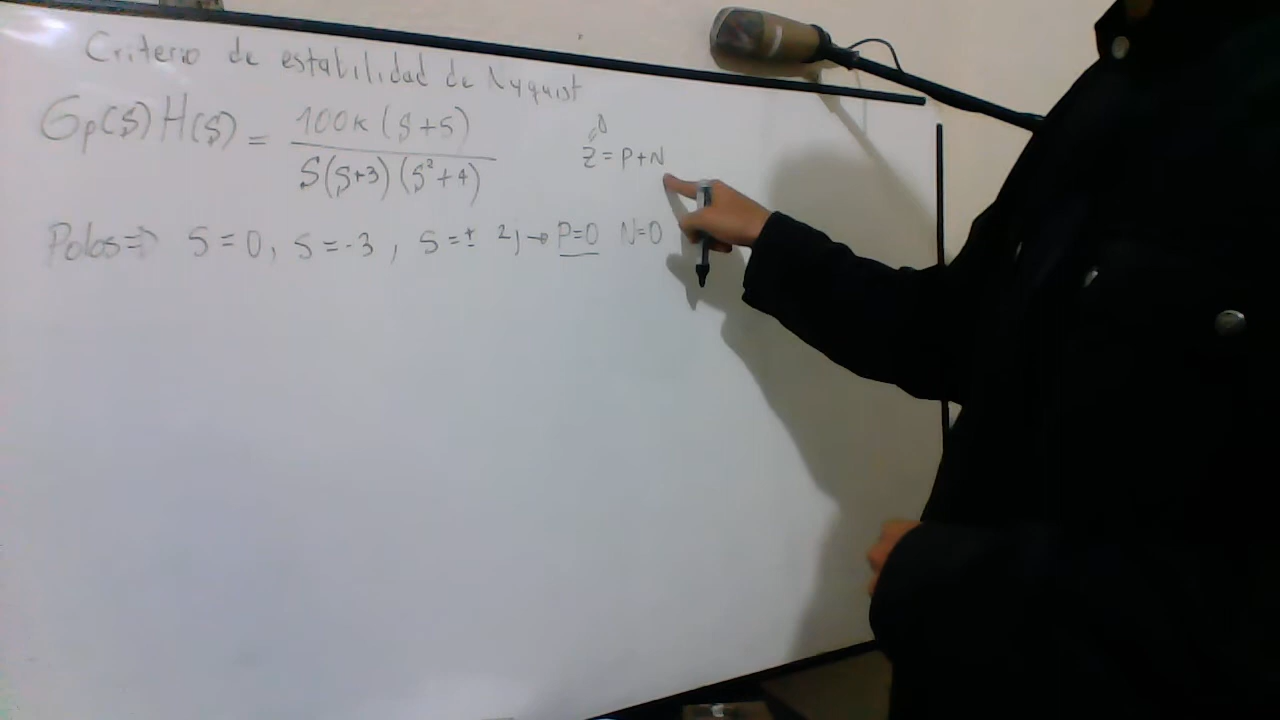 Criterio de estabilidad de Nyquist
Gp(s)H(s) = 100k(s+5) / S(s+3)(s²+4)
0
Z = P+N
Polos => S = 0, S = -3, S = ± 2j → P=0 N=0